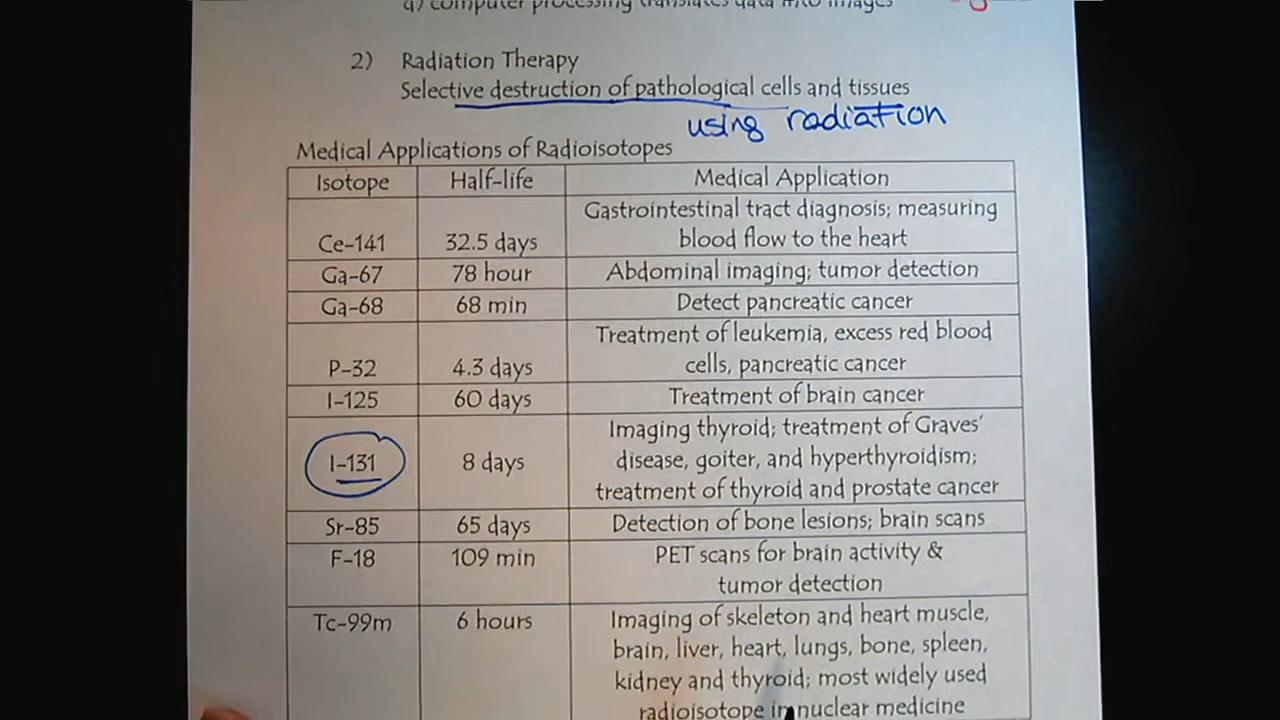 4) computer processing translates data into images
2) Radiation Therapy
Selective destruction of pathological cells and tissues
using radiation
Medical Applications of Radioisotopes
Isotope Half-life Medical Application
Gastrointestinal tract diagnosis; measuring
Ce-141 32.5 days blood flow to the heart
Ga-67 78 hour Abdominal imaging; tumor detection
Ga-68 68 min Detect pancreatic cancer
Treatment of leukemia, excess red blood
P-32 4.3 days cells, pancreatic cancer
I-125 60 days Treatment of brain cancer
Imaging thyroid; treatment of Graves'
I-131 8 days disease, goiter, and hyperthyroidism;
treatment of thyroid and prostate cancer
Sr-85 65 days Detection of bone lesions; brain scans
F-18 109 min PET scans for brain activity &
tumor detection
Tc-99m 6 hours Imaging of skeleton and heart muscle,
brain, liver, heart, lungs, bone, spleen,
kidney and thyroid; most widely used
radioisotope in nuclear medicine